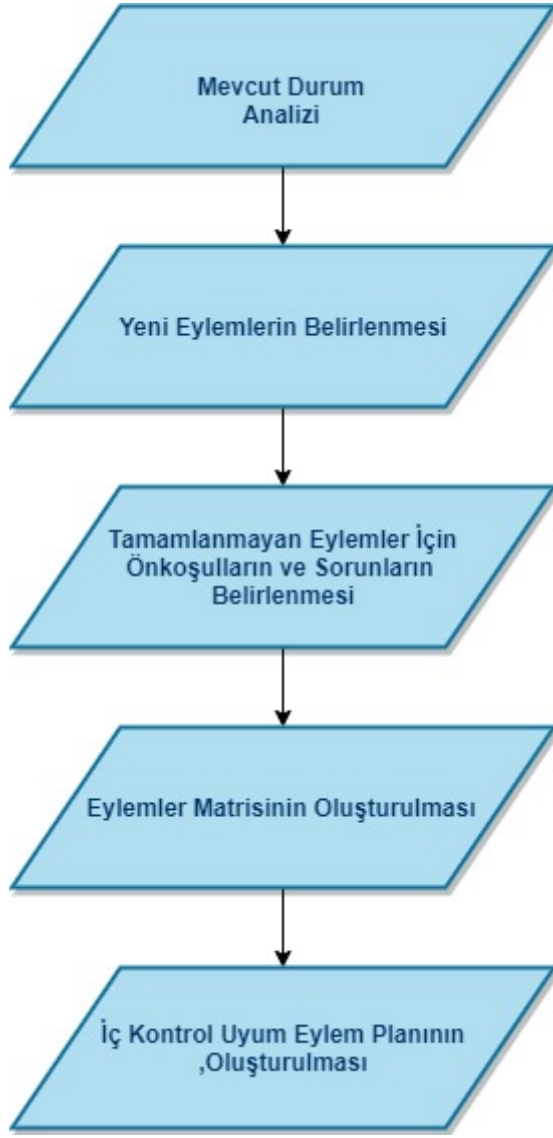 Mevcut Durum
Analizi
Yeni Eylemlerin Belirlenmesi
Tamamlanmayan Eylemler İçin
Önkoşulların ve Sorunların
Belirlenmesi
Eylemler Matrisinin Oluşturulması
İç Kontrol Uyum Eylem Planının
,Oluşturulması